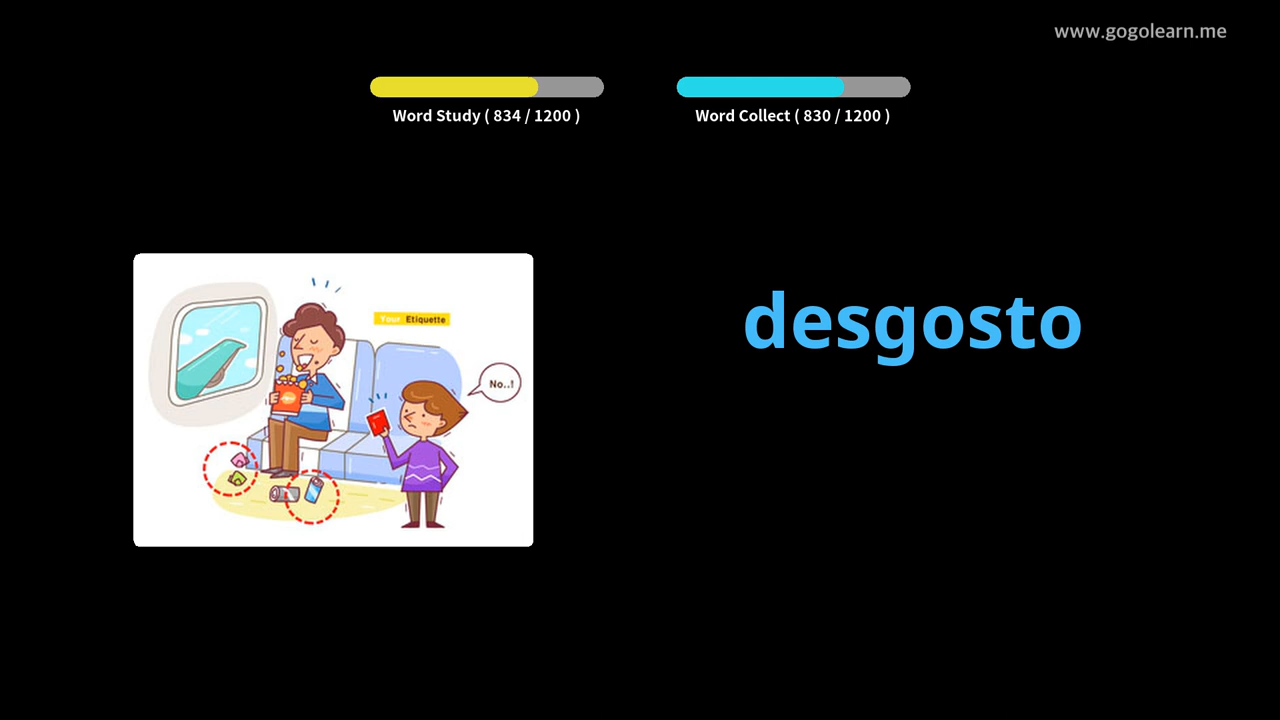 www.gogolearn.me
Word Study ( 834 / 1200 )
Word Collect ( 830 / 1200 )
Your Etiquette
No..!
desgosto